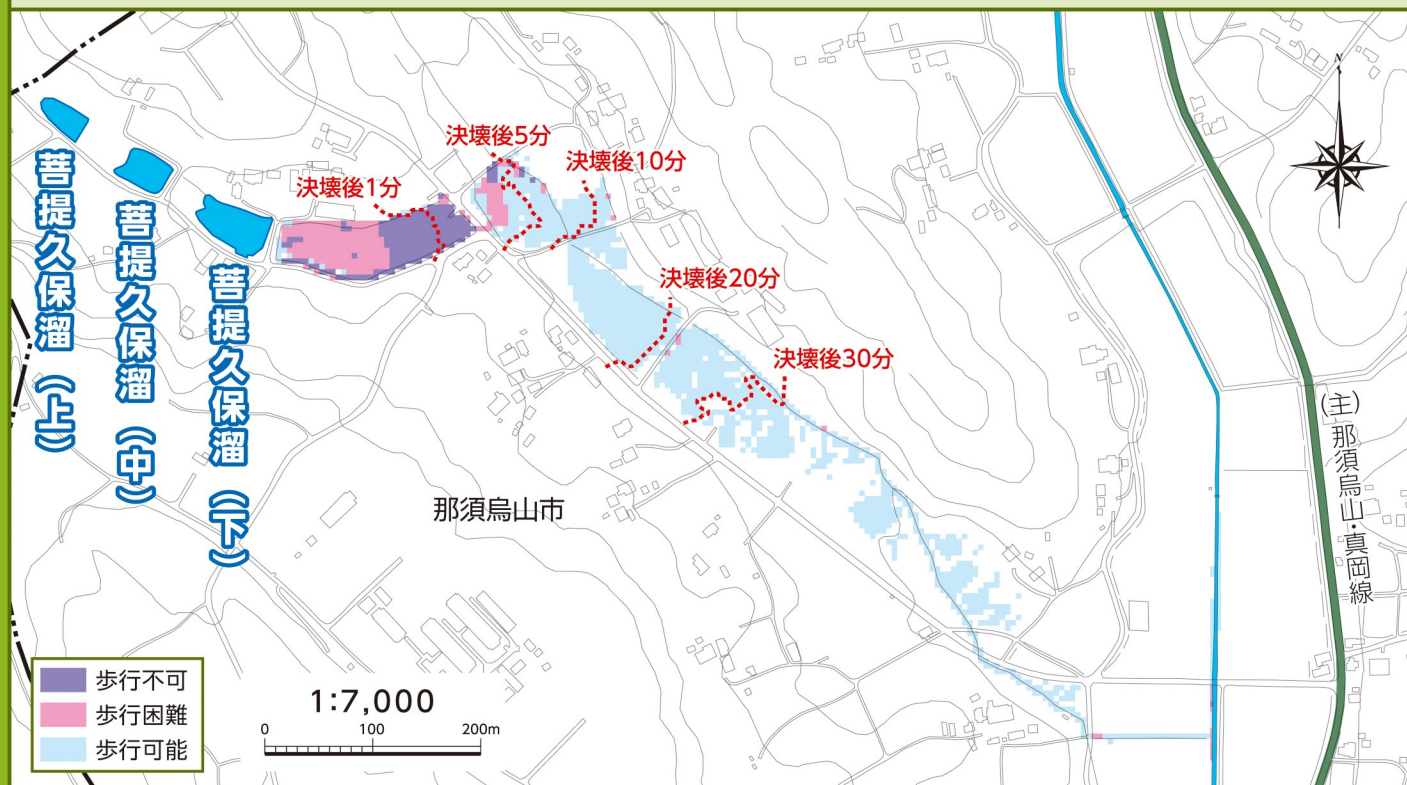 菩提久保溜（上）
菩提久保溜（中）
菩提久保溜（下）
決壊後1分
決壊後5分
決壊後10分
決壊後20分
決壊後30分
N
(主)那須烏山・真岡線
那須烏山市
歩行不可
歩行困難
歩行可能
1:7,000
0 100 200m